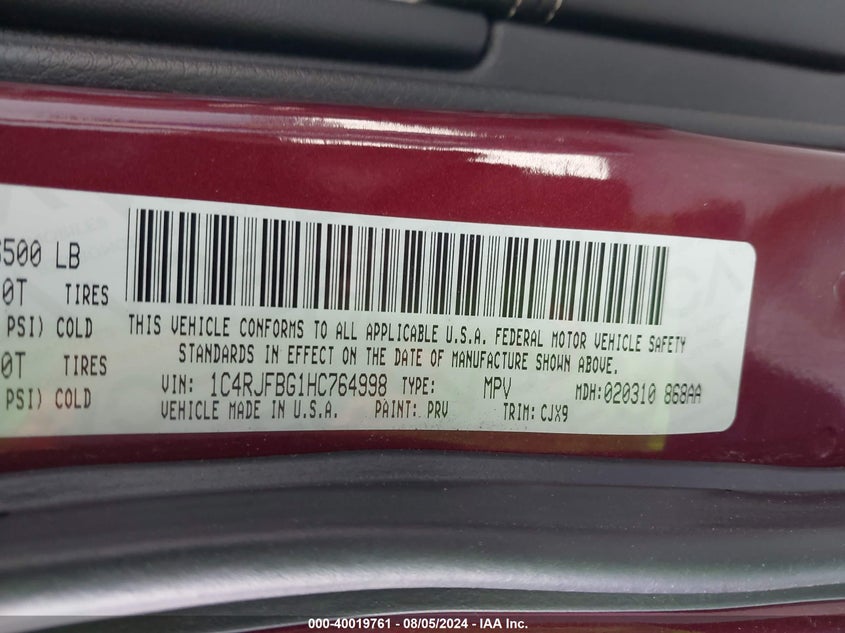 500 LB
0T TIRES
PSI) COLD
0T TIRES
PSI) COLD
THIS VEHICLE CONFORMS TO ALL APPLICABLE U.S.A. FEDERAL MOTOR VEHICLE SAFETY
STANDARDS IN EFFECT ON THE DATE OF MANUFACTURE SHOWN ABOVE.
VIN: 1C4RJFBG1HC764998 TYPE: MPV MDH:020310 868AA
VEHICLE MADE IN U.S.A. PAINT: PRV TRIM: CJX9
000-40019761 - 08/05/2024 - IAA Inc.